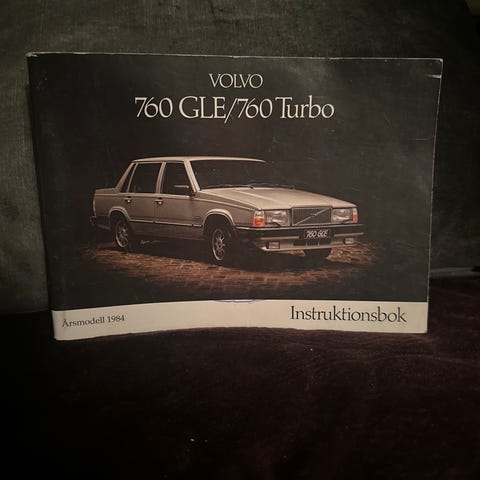 VOLVO
760 GLE/760 Turbo
760 GLE
Årsmodell 1984
Instruktionsbok